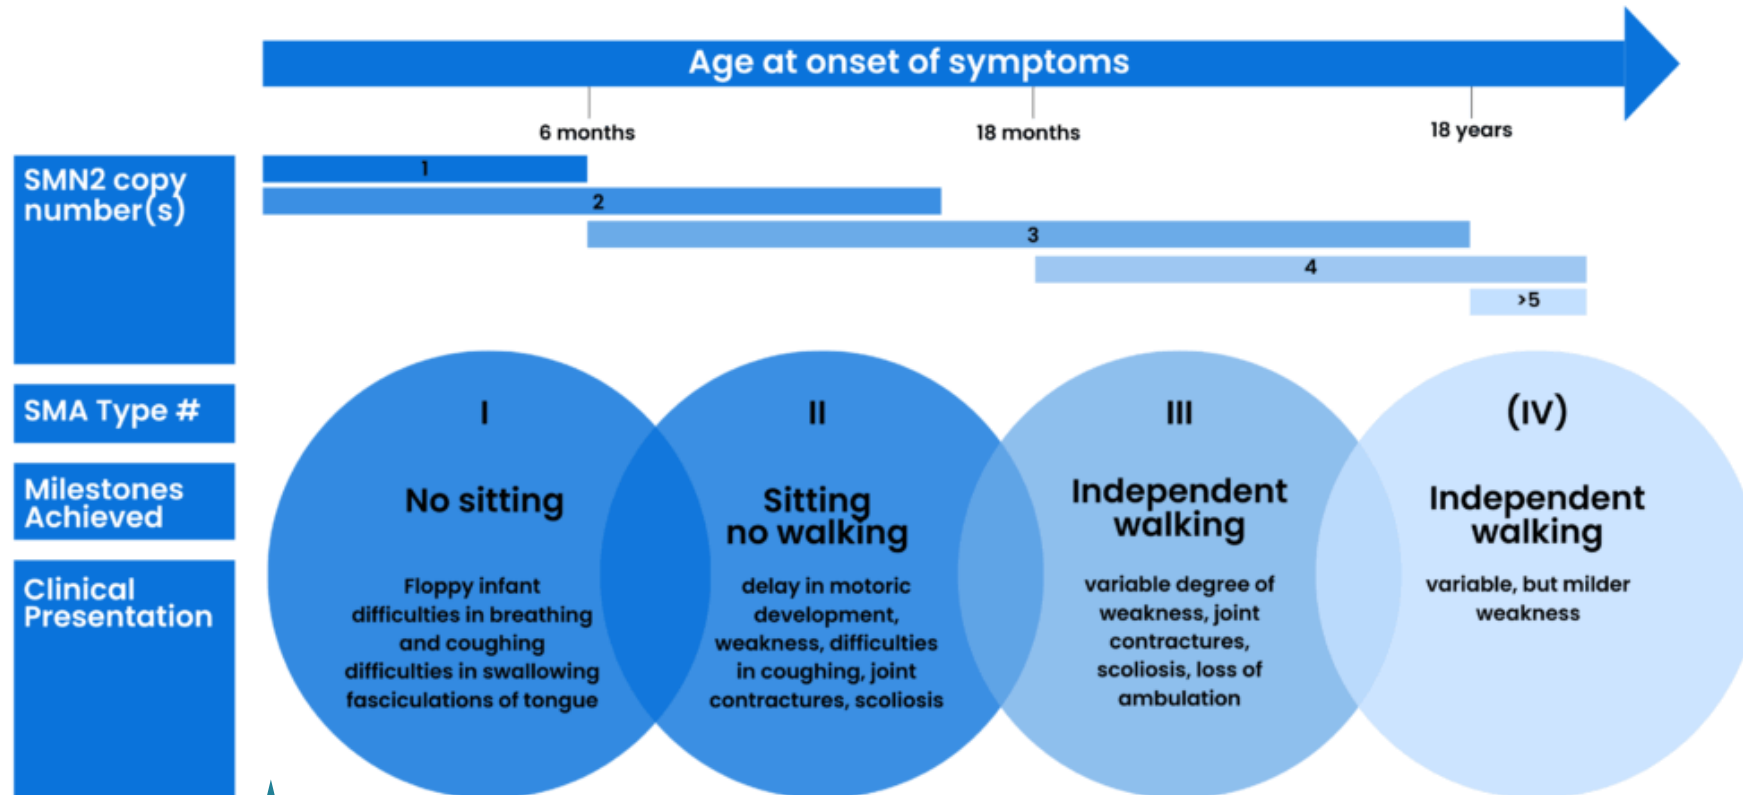 Age at onset of symptoms
6 months
18 months
18 years
SMN2 copy
number(s)
1
2
3
4
>5
SMA Type #
I
II
III
(IV)
Milestones
Achieved
No sitting
Sitting
no walking
Independent
walking
Independent
walking
Clinical
Presentation
Floppy infant
difficulties in breathing
and coughing
difficulties in swallowing
fasciculations of tongue
delay in motoric
development,
weakness, difficulties
in coughing, joint
contractures, scoliosis
variable degree of
weakness, joint
contractures,
scoliosis, loss of
ambulation
variable, but milder
weakness